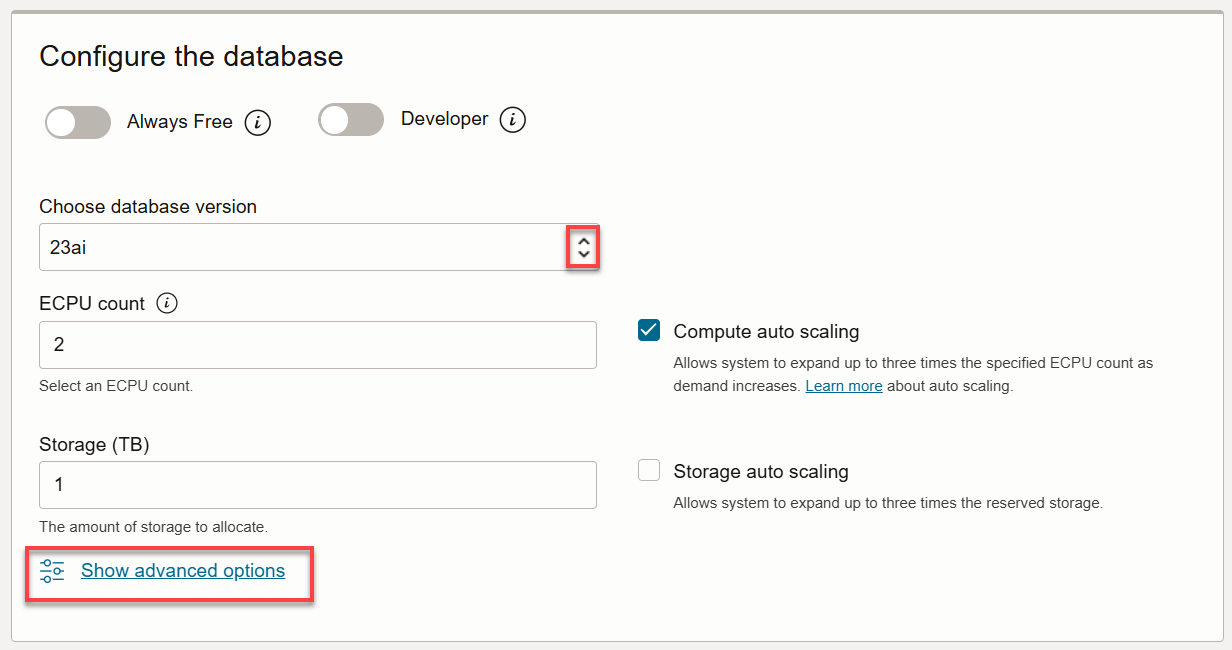 Configure the database
Always Free
Developer
Choose database version
23ai
ECPU count
2
Select an ECPU count.
Compute auto scaling
Allows system to expand up to three times the specified ECPU count as
demand increases. Learn more about auto scaling.
Storage (TB)
1
The amount of storage to allocate.
Storage auto scaling
Allows system to expand up to three times the reserved storage.
Show advanced options